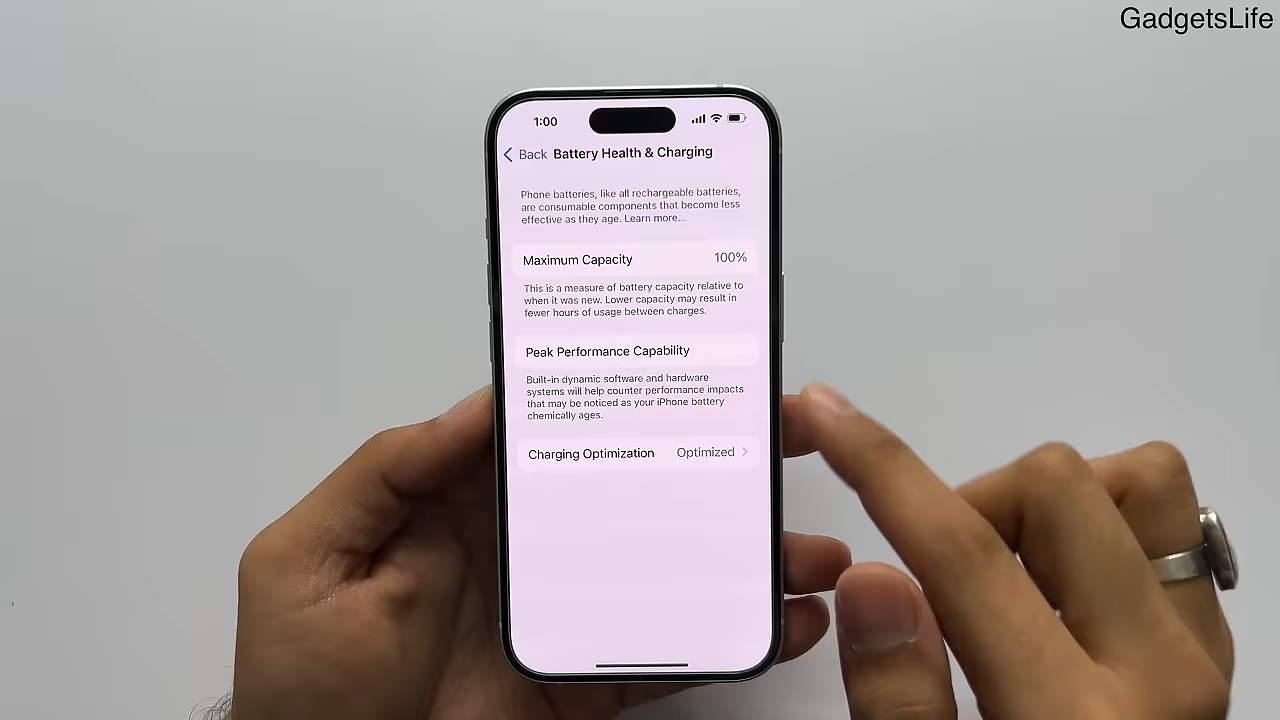 GadgetsLife
1:00
Back Battery Health & Charging
Phone batteries, like all rechargeable batteries,
are consumable components that become less
effective as they age. Learn more...
Maximum Capacity 100%
This is a measure of battery capacity relative to
when it was new. Lower capacity may result in
fewer hours of usage between charges.
Peak Performance Capability
Built-in dynamic software and hardware
systems will help counter performance impacts
that may be noticed as your iPhone battery
chemically ages.
Charging Optimization Optimized